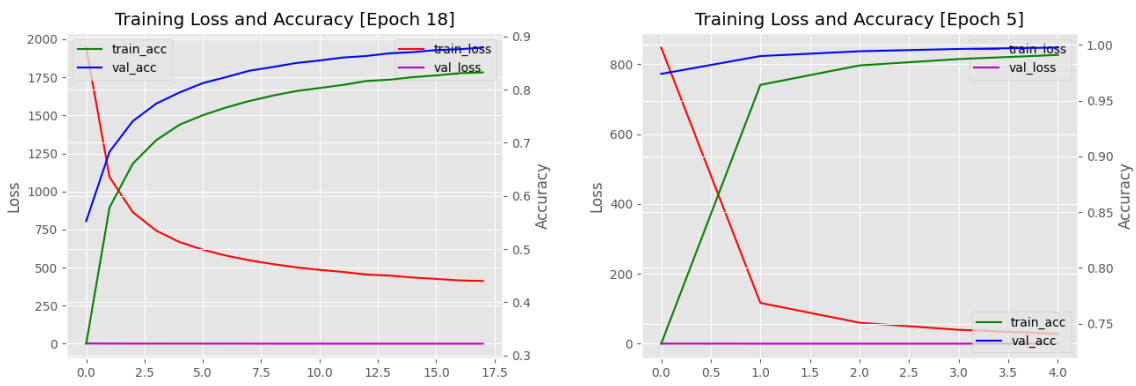 Training Loss and Accuracy [Epoch 18]
train_acc
val_acc
train_loss
val_loss
2000
1750
1500
1250
1000
750
500
250
0
Loss
0.9
0.8
0.7
0.6
0.5
0.4
0.3
Accuracy
0.0 2.5 5.0 7.5 10.0 12.5 15.0 17.5
Training Loss and Accuracy [Epoch 5]
train_loss
val_loss
800
600
400
200
0
Loss
1.00
0.95
0.90
0.85
0.80
0.75
Accuracy
train_acc
val_acc
0.0 0.5 1.0 1.5 2.0 2.5 3.0 3.5 4.0